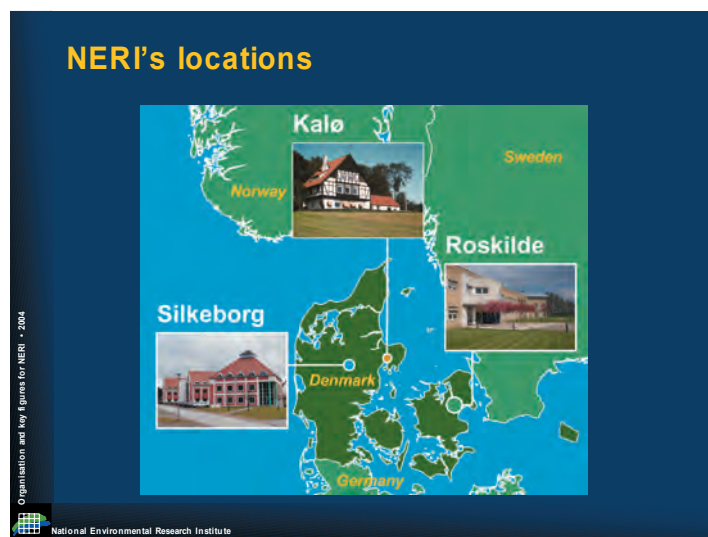 NERI’s locations
Kalø
Sweden
Norway
Roskilde
Silkeborg
Denmark
Germany
Organisation and key figures for NERI • 2004
National Environmental Research Institute